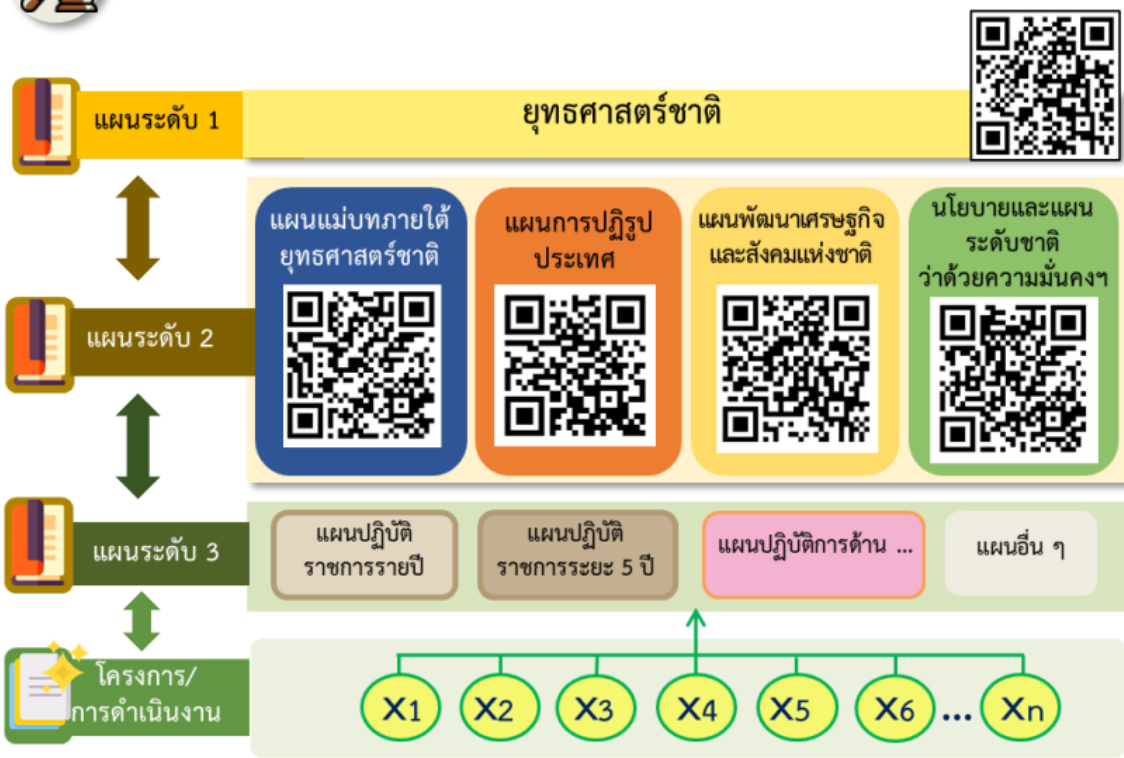 แผนระดับ 1
ยุทธศาสตร์ชาติ
แผนระดับ 2
แผนแม่บทภายใต้
ยุทธศาสตร์ชาติ
แผนการปฏิรูป
ประเทศ
แผนพัฒนาเศรษฐกิจ
และสังคมแห่งชาติ
นโยบายและแผน
ระดับชาติ
ว่าด้วยความมั่นคงฯ
แผนระดับ 3
แผนปฏิบัติ
ราชการรายปี
แผนปฏิบัติ
ราชการระยะ 5 ปี
แผนปฏิบัติการด้าน ...
แผนอื่น ๆ
โครงการ/
การดำเนินงาน
X1 X2 X3 X4 X5 X6 ... Xn